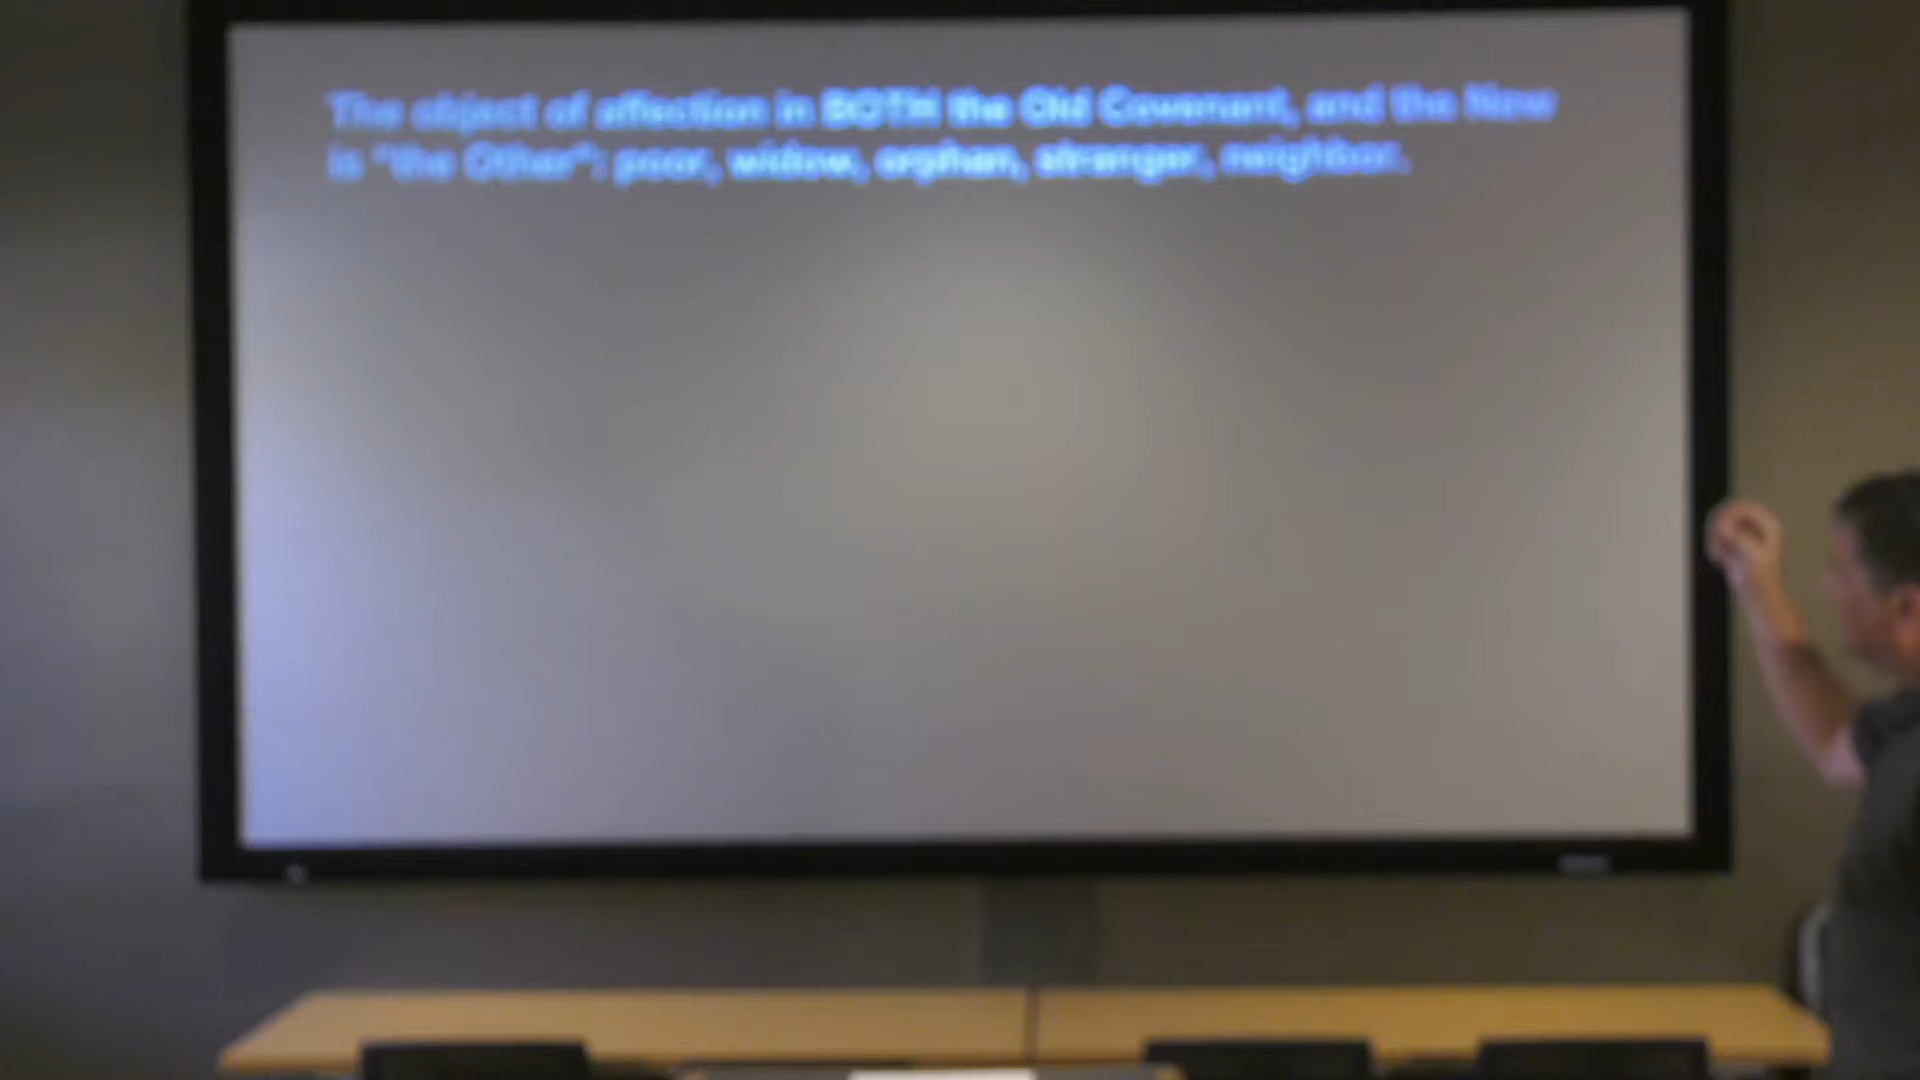 The object of affection in BOTH the Old Covenant, and the New
is "the Other": poor, widow, orphan, stranger, neighbor.